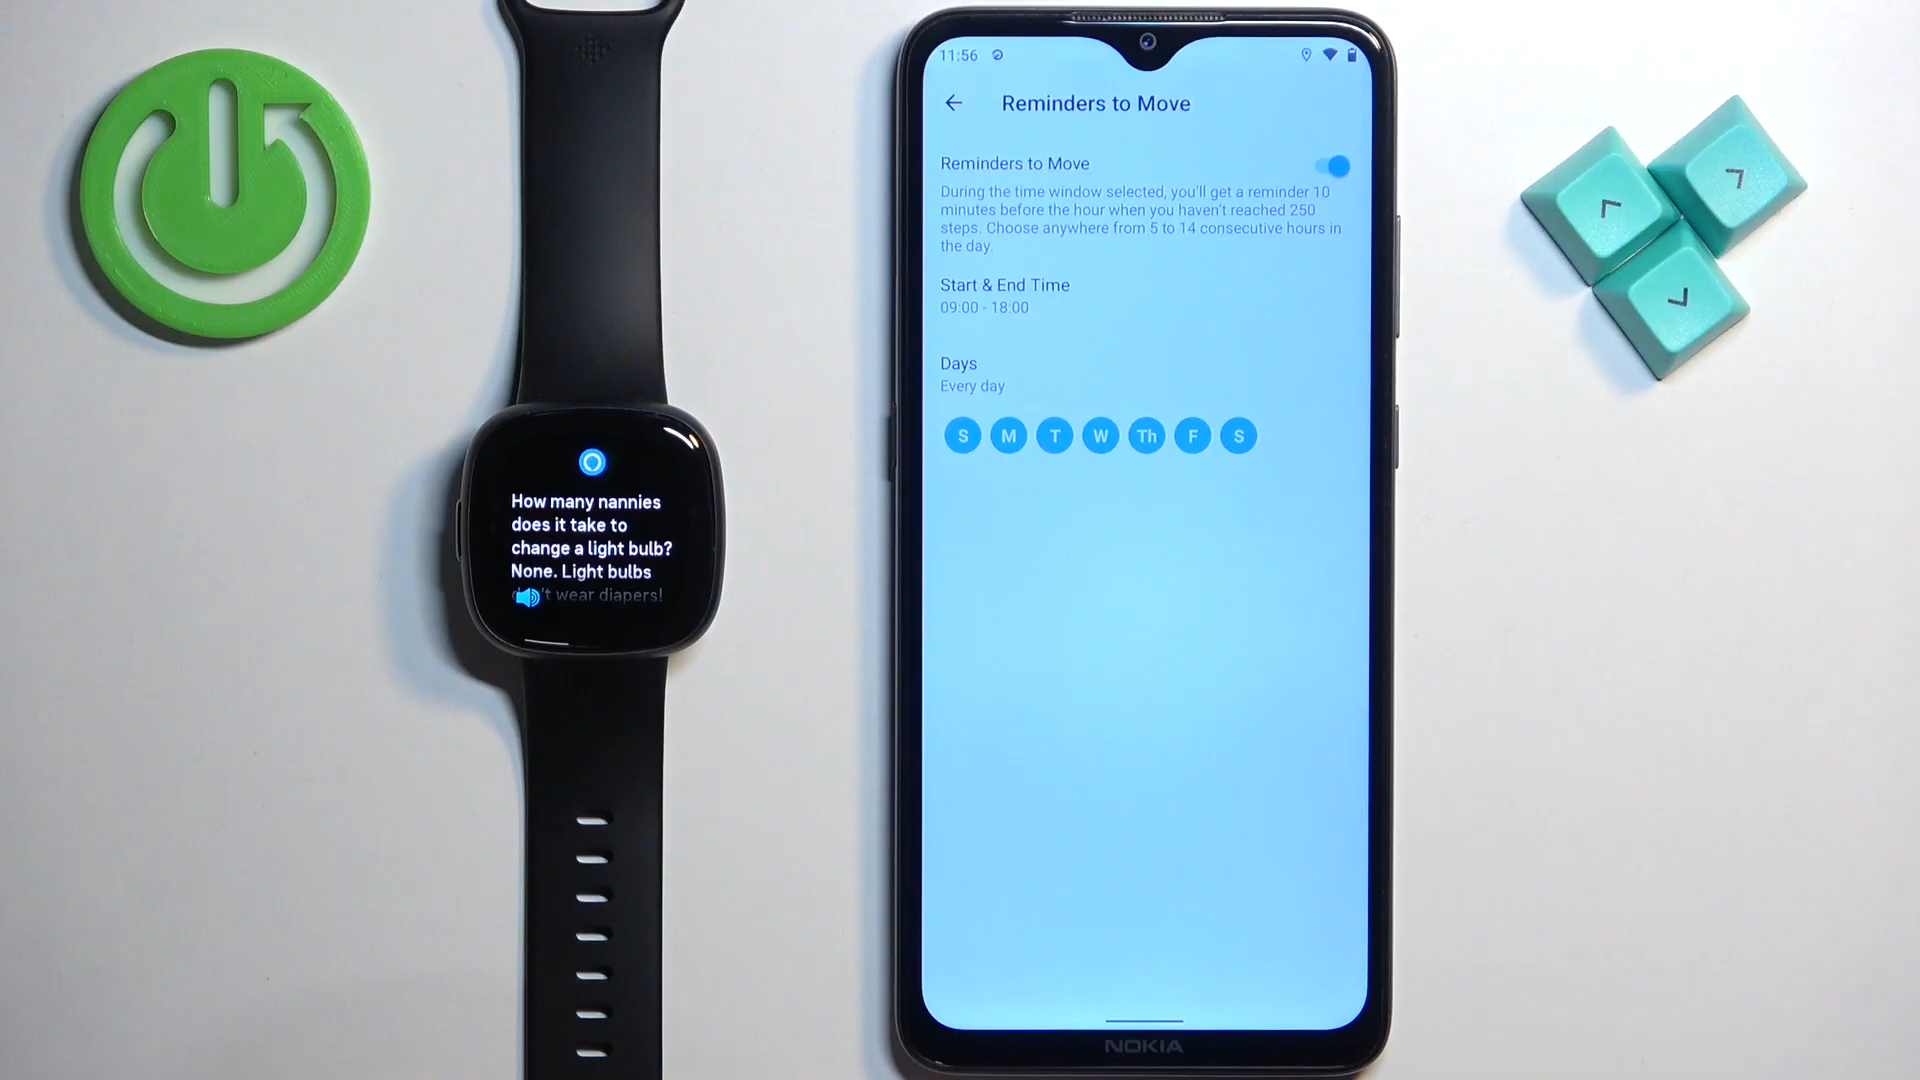 How many nannies
does it take to
change a light bulb?
None. Light bulbs
wear diapers!
11:56
Reminders to Move
Reminders to Move
During the time window selected, you'll get a reminder 10
minutes before the hour when you haven't reached 250
steps. Choose anywhere from 5 to 14 consecutive hours in
the day.
Start & End Time
09:00 - 18:00
Days
Every day
S M T W Th F S
NOKIA